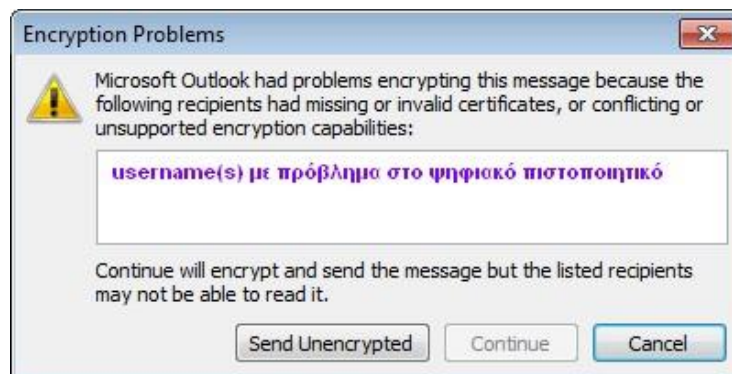 Encryption Problems
Microsoft Outlook had problems encrypting this message because the
following recipients had missing or invalid certificates, or conflicting or
unsupported encryption capabilities:
username(s) με πρόβλημα στο ψηφιακό πιστοποιητικό
Continue will encrypt and send the message but the listed recipients
may not be able to read it.
Send Unencrypted
Continue
Cancel